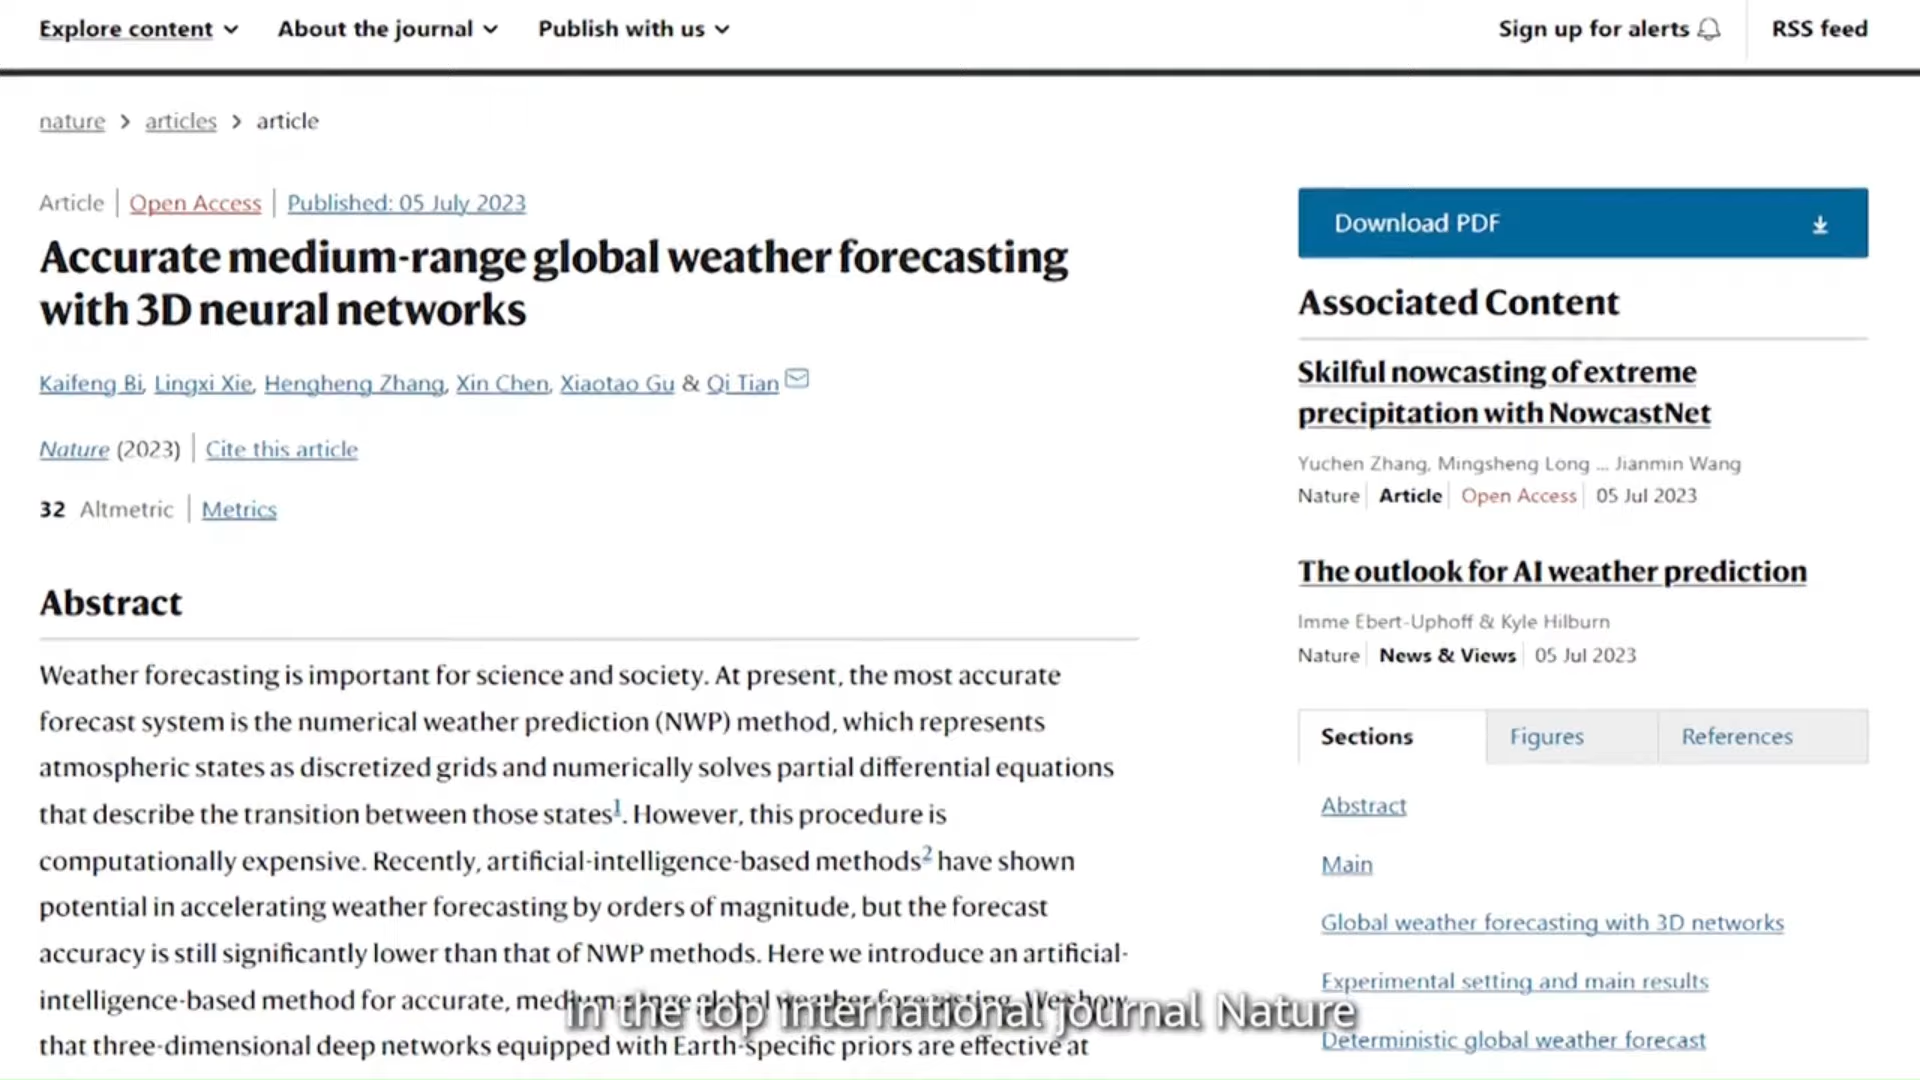 Explore content About the journal Publish with us Sign up for alerts RSS feed
nature > articles > article
Article | Open Access | Published: 05 July 2023
Accurate medium-range global weather forecasting
with 3D neural networks
Kaifeng Bi, Lingxi Xie, Hengheng Zhang, Xin Chen, Xiaotao Gu & Qi Tian
Nature (2023) | Cite this article
32 Altmetric | Metrics
Abstract
Weather forecasting is important for science and society. At present, the most accurate
forecast system is the numerical weather prediction (NWP) method, which represents
atmospheric states as discretized grids and numerically solves partial differential equations
that describe the transition between those states1. However, this procedure is
computationally expensive. Recently, artificial-intelligence-based methods2 have shown
potential in accelerating weather forecasting by orders of magnitude, but the forecast
accuracy is still significantly lower than that of NWP methods. Here we introduce an artificial-
intelligence-based method for accurate, medium-range global weather forecasting. We show
that three-dimensional deep networks equipped with Earth-specific priors are effective at
Download PDF
Associated Content
Skilful nowcasting of extreme
precipitation with NowcastNet
Yuchen Zhang, Mingsheng Long ... Jianmin Wang
Nature | Article | Open Access | 05 Jul 2023
The outlook for AI weather prediction
Imme Ebert-Uphoff & Kyle Hilburn
Nature | News & Views | 05 Jul 2023
Sections Figures References
Abstract
Main
Global weather forecasting with 3D networks
Experimental setting and main results
Deterministic global weather forecast
in the top international journal Nature